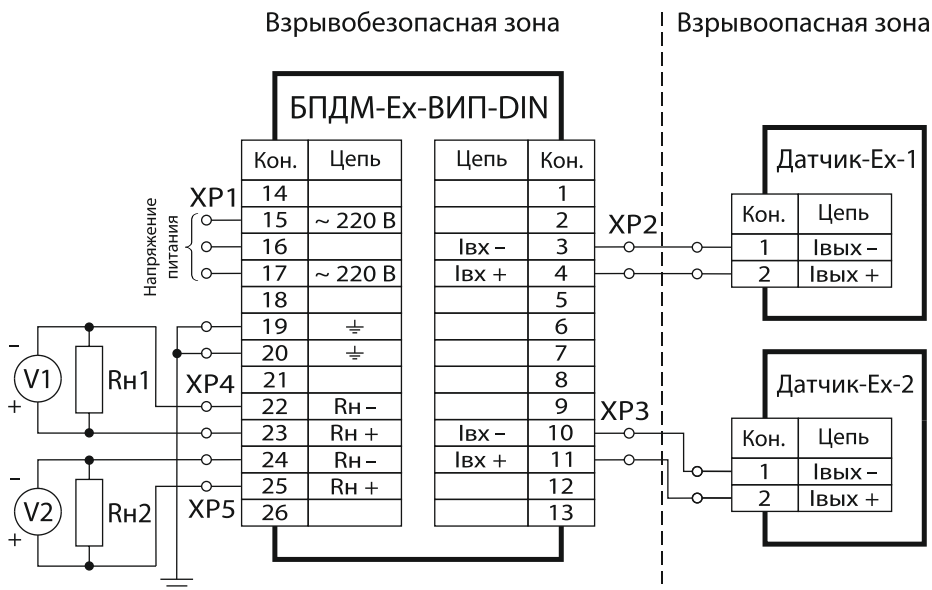 Взрывобезопасная зона
Взрывоопасная зона
БПДМ-Ex-ВИП-DIN
Кон. Цепь
14
15 ~ 220 В
16
17 ~ 220 В
18
19
20
21
22 Rн –
23 Rн +
24 Rн –
25 Rн +
26
Цепь Кон.
1
2
Iвх – 3
Iвх + 4
5
6
7
8
9
Iвх – 10
Iвх + 11
12
13
XP1
Напряжение
питания
XP4
XP5
–
V1
+
Rн1
–
V2
+
Rн2
XP2
XP3
Датчик-Ex-1
Кон. Цепь
1 Iвых –
2 Iвых +
Датчик-Ex-2
Кон. Цепь
1 Iвых –
2 Iвых +